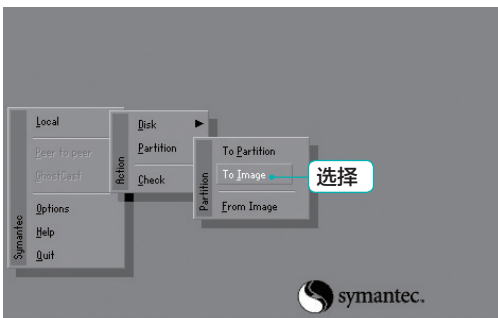 Local
Peer to peer
GhostCast
Options
Help
Quit
Symantec
Disk
Partition
Check
Action
To Partition
To Image
From Image
Partition
选择
symantec.